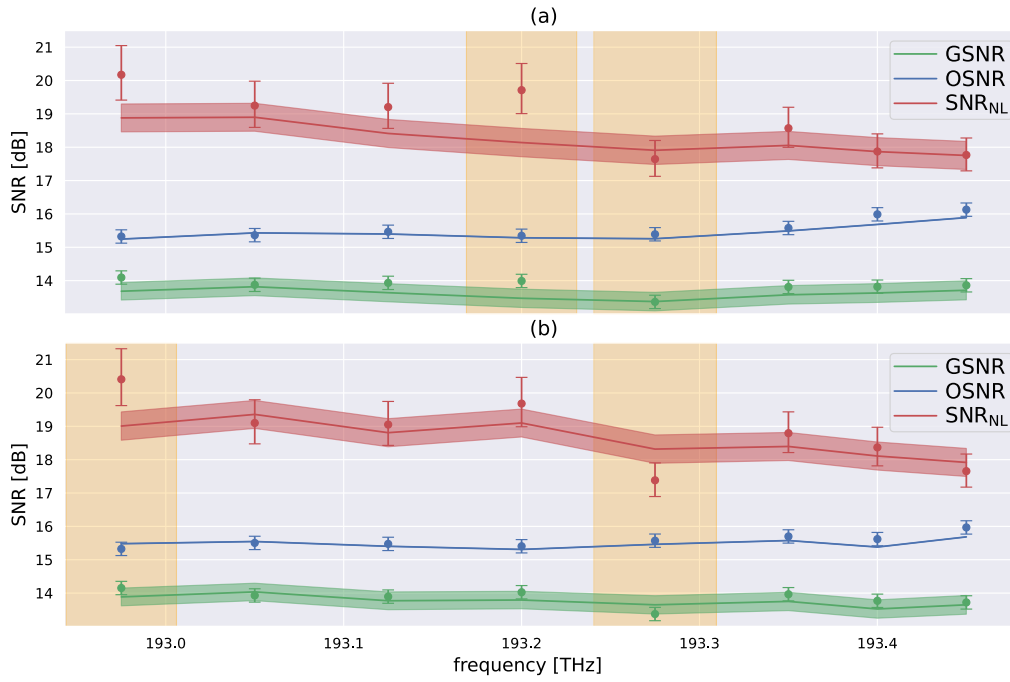 (a)
21
20
19
18
17
16
15
14
SNR [dB]
GSNR
OSNR
SNR_NL
(b)
21
20
19
18
17
16
15
14
SNR [dB]
GSNR
OSNR
SNR_NL
193.0 193.1 193.2 193.3 193.4
frequency [THz]